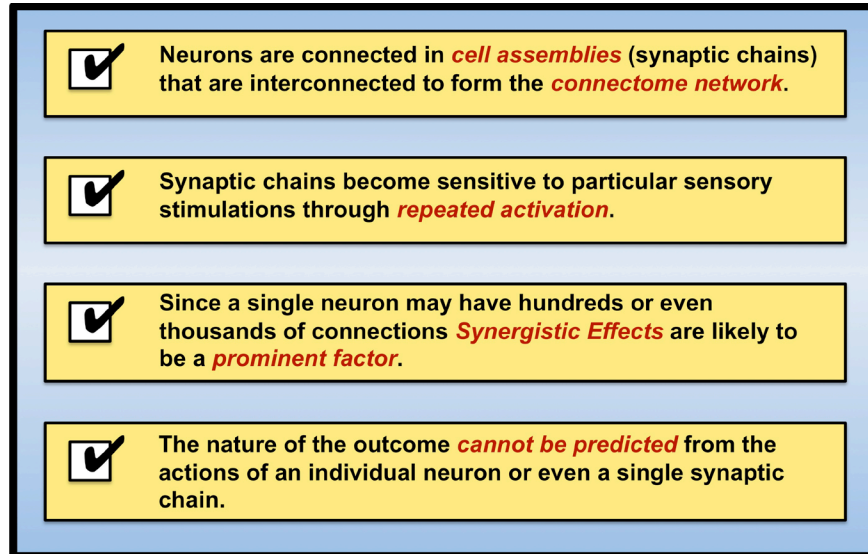 Neurons are connected in cell assemblies (synaptic chains)
that are interconnected to form the connectome network.
Synaptic chains become sensitive to particular sensory
stimulations through repeated activation.
Since a single neuron may have hundreds or even
thousands of connections Synergistic Effects are likely to
be a prominent factor.
The nature of the outcome cannot be predicted from the
actions of an individual neuron or even a single synaptic
chain.